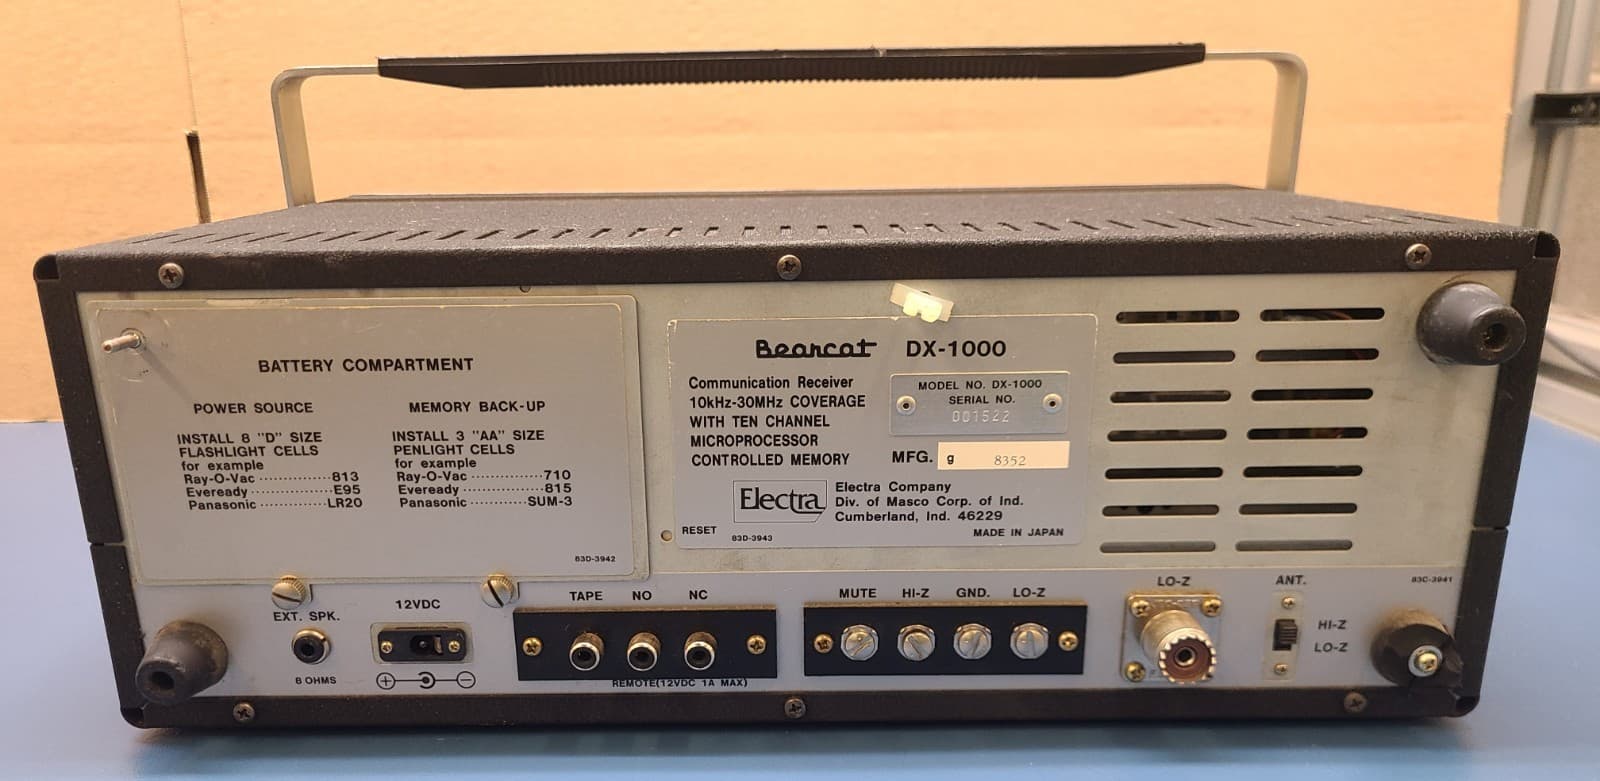 BATTERY COMPARTMENT
POWER SOURCE
INSTALL 8 "D" SIZE
FLASHLIGHT CELLS
for example
Ray-O-Vac ............. 813
Eveready ............. E95
Panasonic ............ LR20
MEMORY BACK-UP
INSTALL 3 "AA" SIZE
PENLIGHT CELLS
for example
Ray-O-Vac ............. 710
Eveready ............. 815
Panasonic .......... SUM-3
83D-3942
Bearcat DX-1000
Communication Receiver
10kHz-30MHz COVERAGE
WITH TEN CHANNEL
MICROPROCESSOR
CONTROLLED MEMORY
MODEL NO. DX-1000
SERIAL NO.
001522
MFG. g 8352
Electra
Electra Company
Div. of Masco Corp. of Ind.
Cumberland, Ind. 46229
RESET
83D-3943
MADE IN JAPAN
EXT. SPK.
8 OHMS
12VDC
TAPE NO NC
REMOTE(12VDC 1A MAX)
MUTE HI-Z GND. LO-Z
LO-Z
ANT.
HI-Z
LO-Z
83C-3941